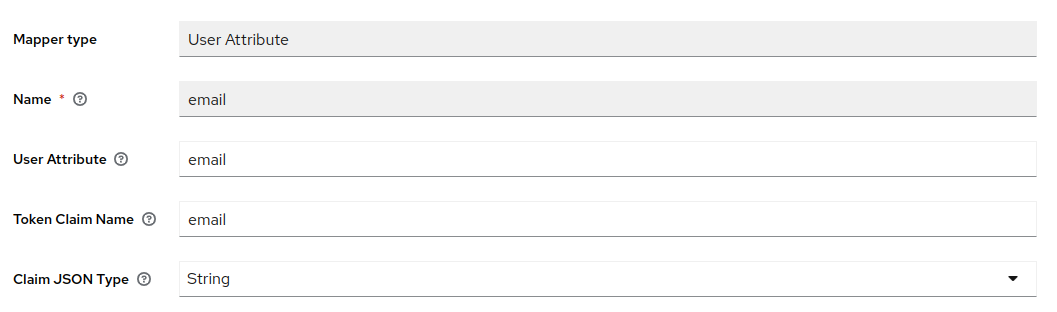 Mapper type User Attribute
Name * email
User Attribute email
Token Claim Name email
Claim JSON Type String